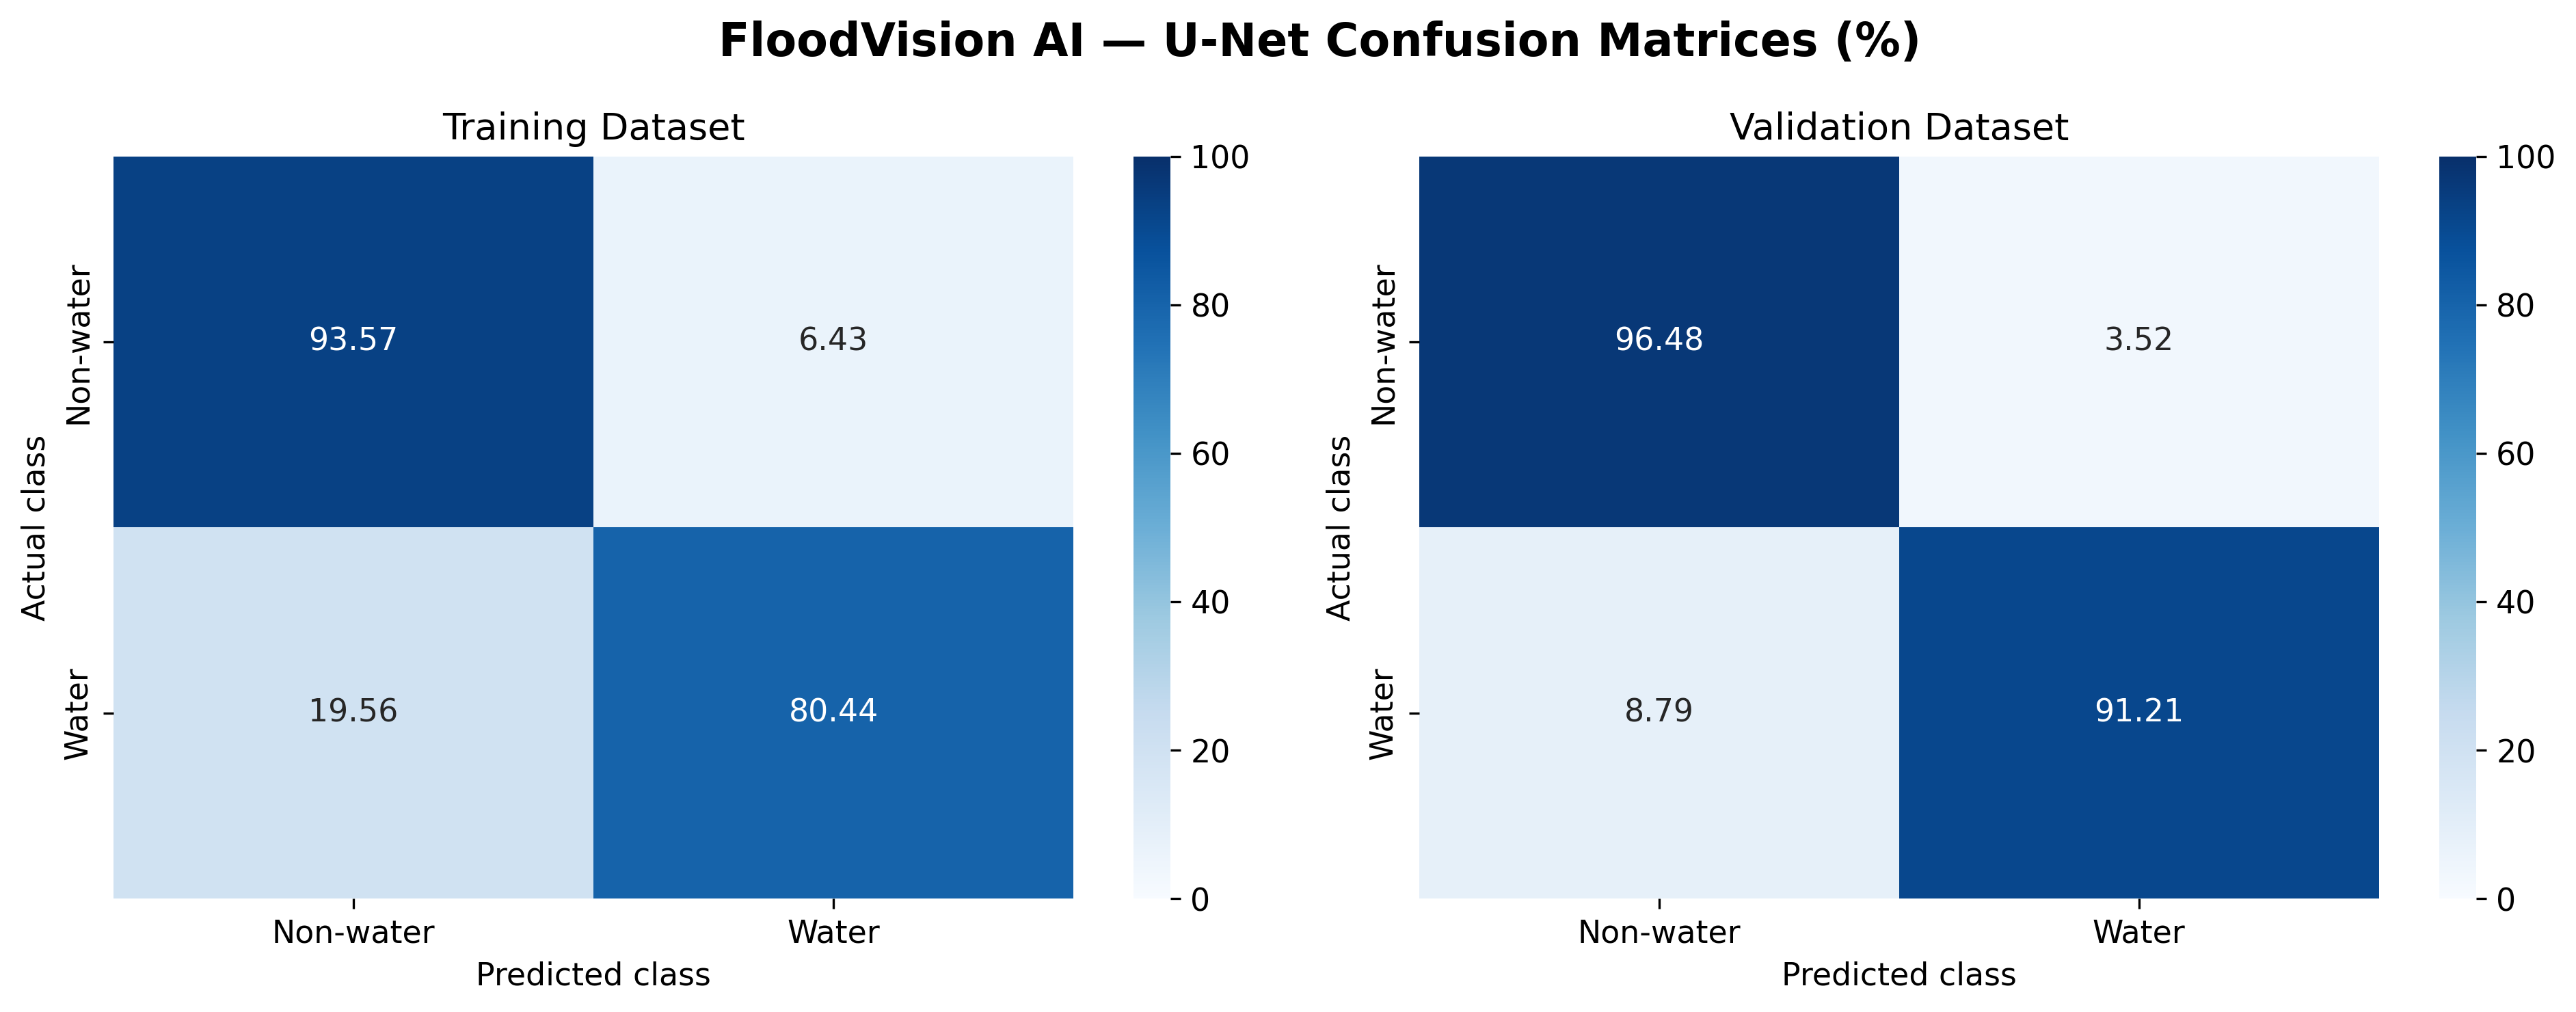 FloodVision AI — U-Net Confusion Matrices (%)
Training Dataset
Actual class
Non-water
Water
93.57
6.43
19.56
80.44
Non-water
Water
Predicted class
100
80
60
40
20
0
Validation Dataset
Actual class
Non-water
Water
96.48
3.52
8.79
91.21
Non-water
Water
Predicted class
100
80
60
40
20
0